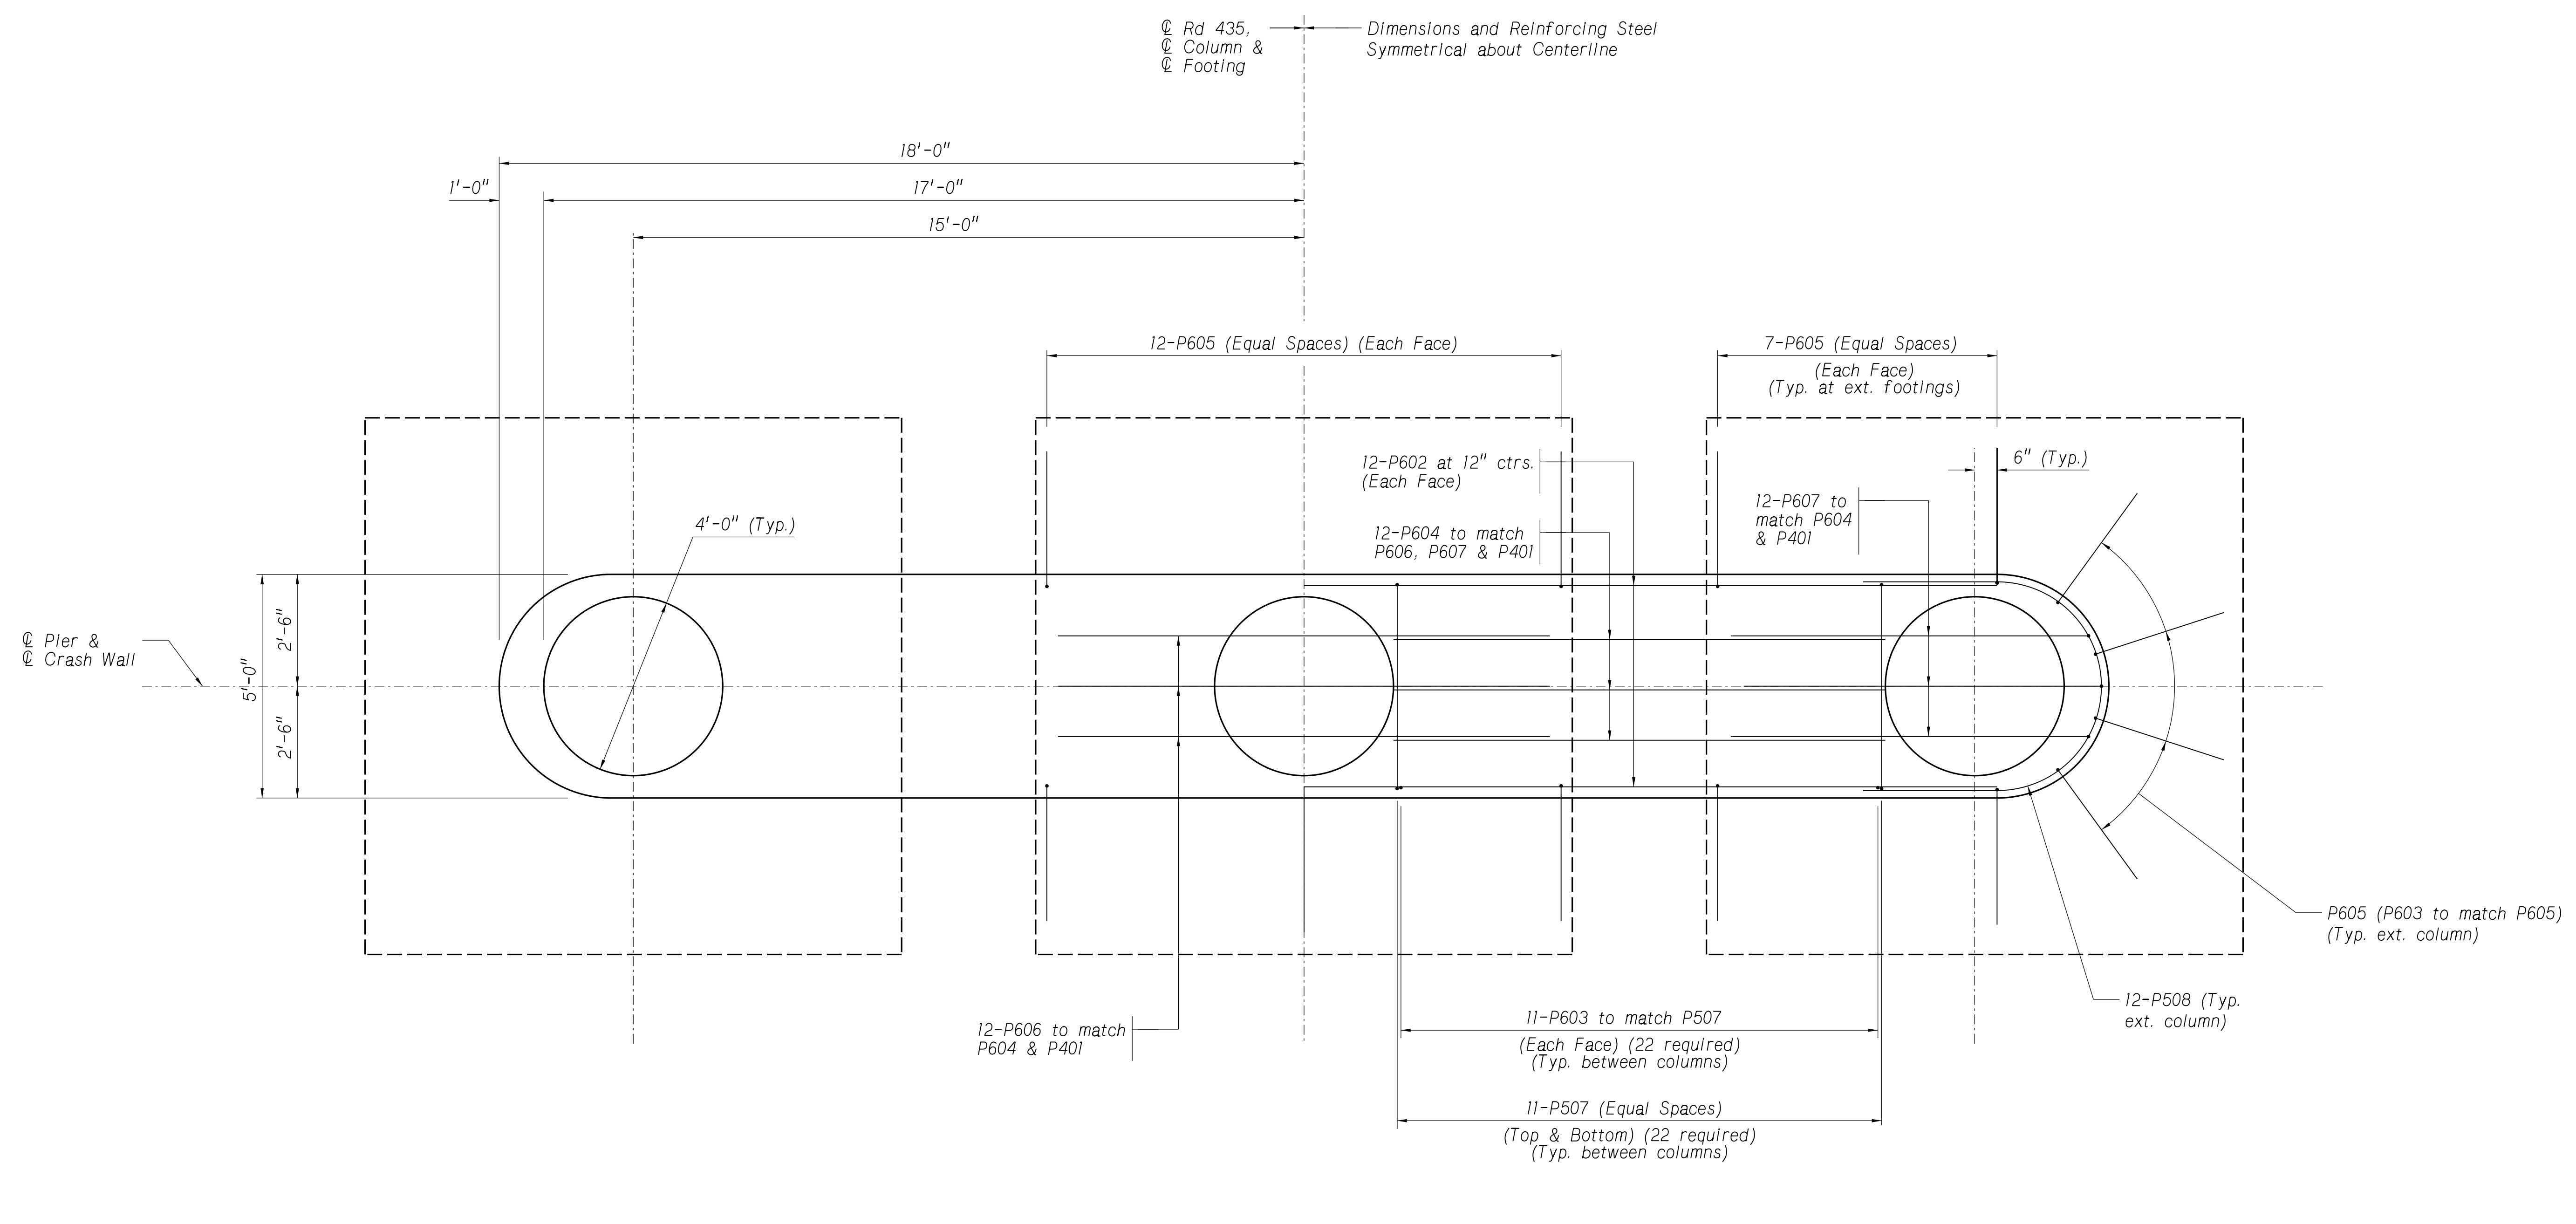 ℄ Rd 435,
℄ Column &
℄ Footing
Dimensions and Reinforcing Steel
Symmetrical about Centerline
18'-0"
1'-0"
17'-0"
15'-0"
12-P605 (Equal Spaces) (Each Face)
7-P605 (Equal Spaces)
(Each Face)
(Typ. at ext. footings)
12-P602 at 12" ctrs.
(Each Face)
6" (Typ.)
12-P607 to
match P604
& P401
4'-0" (Typ.)
12-P604 to match
P606, P607 & P401
℄ Pier &
℄ Crash Wall
5'-0"
2'-6"
2'-6"
P605 (P603 to match P605)
(Typ. ext. column)
12-P508 (Typ.
ext. column)
12-P606 to match
P604 & P401
11-P603 to match P507
(Each Face) (22 required)
(Typ. between columns)
11-P507 (Equal Spaces)
(Top & Bottom) (22 required)
(Typ. between columns)